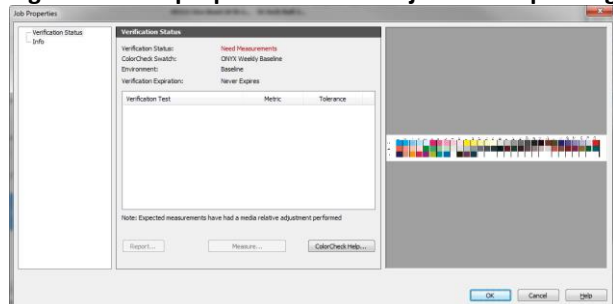 Job Properties
Verification Status
Info
Verification Status
Verification Status: Need Measurements
ColorCheck Swatch: ONYX Weekly Baseline
Environment: Baseline
Verification Expiration: Never Expires
Verification Test Metric Tolerance
Note: Expected measurements have had a media relative adjustment performed
Report... Measure... ColorCheck Help...
OK Cancel Help